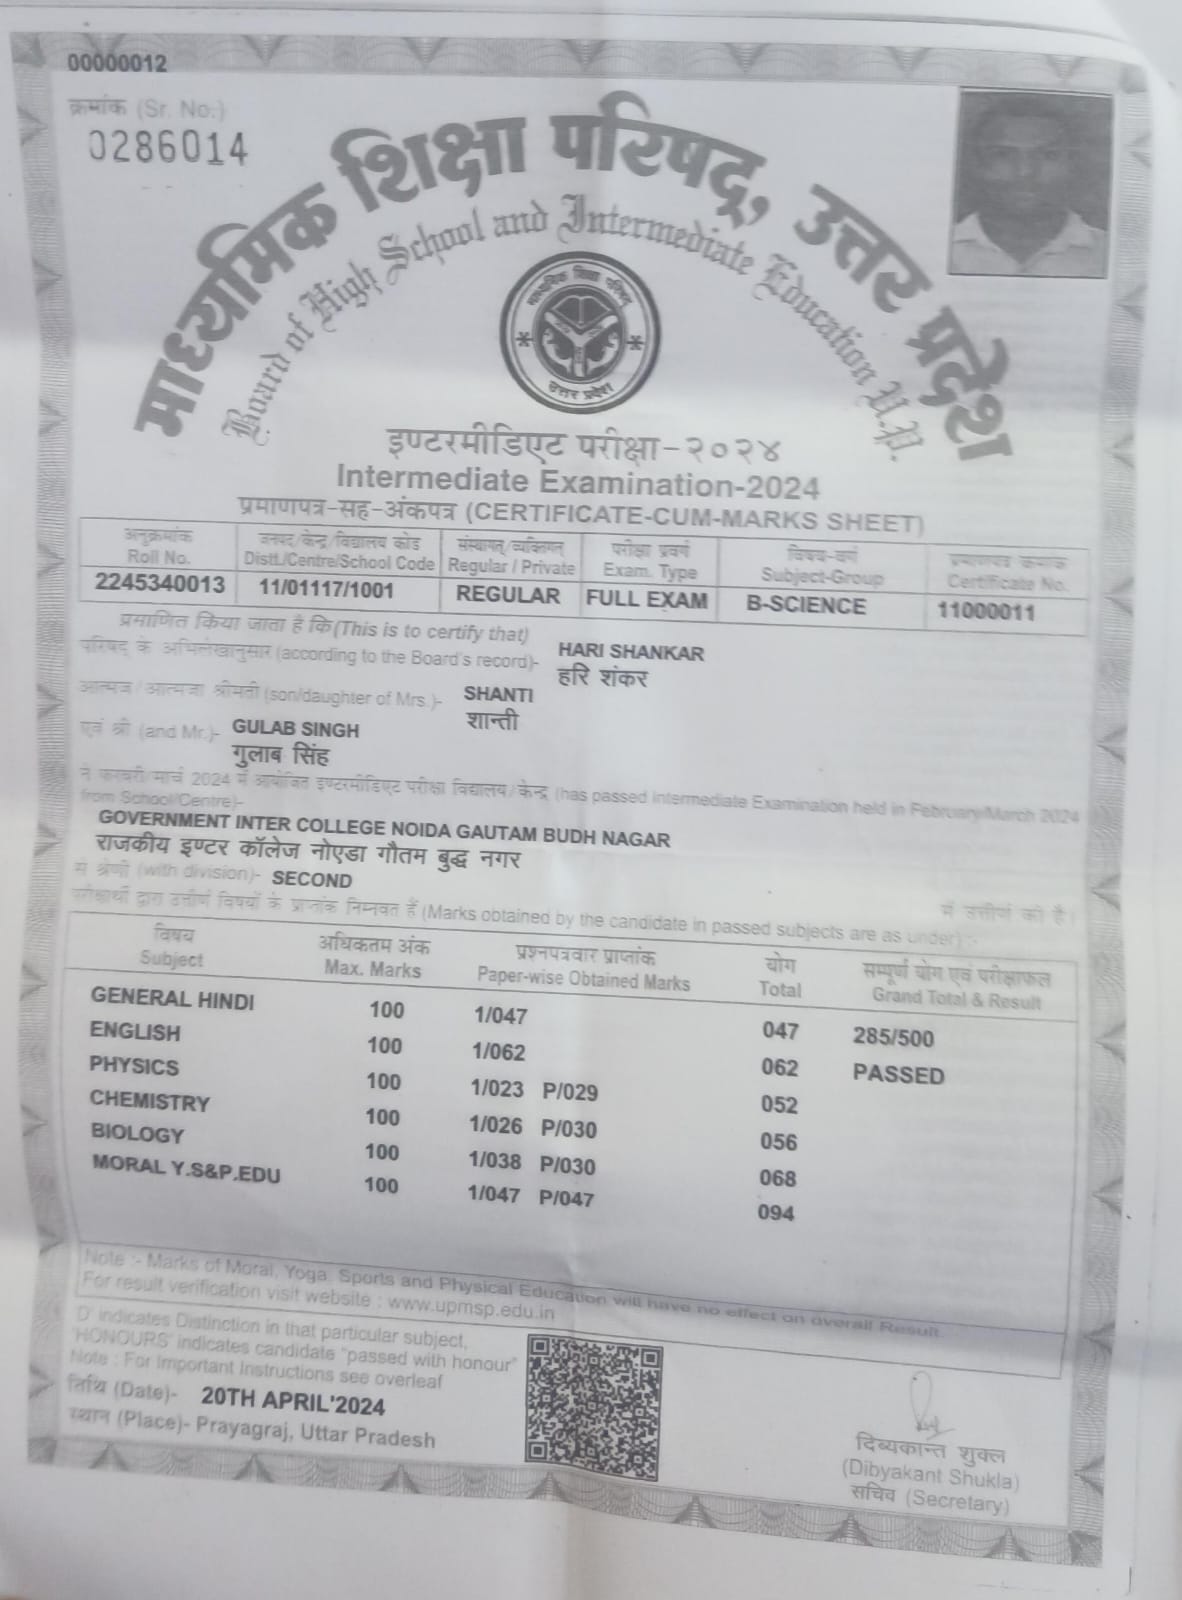 00000012
क्रमांक (Sr. No.)
0286014
माध्यमिक शिक्षा परिषद्, उत्तर प्रदेश
Board of High School and Intermediate Education U.P.
माध्यमिक शिक्षा परिषद
उत्तर प्रदेश
इण्टरमीडिएट परीक्षा-२०२४
Intermediate Examination-2024
प्रमाणपत्र-सह-अंकपत्र (CERTIFICATE-CUM-MARKS SHEET)
अनुक्रमांक जनपद/केन्द्र/विद्यालय कोड संस्थागत्/व्यक्तिगत् परीक्षा प्रवर्ग विषय-वर्ग प्रमाणपत्र क्रमांक
Roll No. Distt./Centre/School Code Regular / Private Exam. Type Subject-Group Certificate No.
2245340013 11/01117/1001 REGULAR FULL EXAM B-SCIENCE 11000011
प्रमाणित किया जाता है कि(This is to certify that)
परिषद् के अभिलेखानुसार (according to the Board's record)- HARI SHANKAR
हरि शंकर
आत्मज/आत्मजा श्रीमती (son/daughter of Mrs.)- SHANTI
शान्ती
एवं श्री (and Mr.)- GULAB SINGH
गुलाब सिंह
ने फरवरी/मार्च 2024 में आयोजित इण्टरमीडिएट परीक्षा विद्यालय/केन्द्र (has passed Intermediate Examination held in February/March 2024
from School/Centre)-
GOVERNMENT INTER COLLEGE NOIDA GAUTAM BUDH NAGAR
राजकीय इण्टर कॉलेज नोएडा गौतम बुद्ध नगर
से श्रेणी (with division)- SECOND में उत्तीर्ण की है।
परीक्षार्थी द्वारा उत्तीर्ण विषयों के प्राप्तांक निम्नवत हैं (Marks obtained by the candidate in passed subjects are as under) :-
विषय अधिकतम अंक प्रश्नपत्रवार प्राप्तांक योग सम्पूर्ण योग एवं परीक्षाफल
Subject Max. Marks Paper-wise Obtained Marks Total Grand Total & Result
GENERAL HINDI 100 1/047 047 285/500
ENGLISH 100 1/062 062 PASSED
PHYSICS 100 1/023 P/029 052
CHEMISTRY 100 1/026 P/030 056
BIOLOGY 100 1/038 P/030 068
MORAL Y.S&P.EDU 100 1/047 P/047 094
Note :- Marks of Moral, Yoga, Sports and Physical Education will have no effect on overall Result.
For result verification visit website : www.upmsp.edu.in
'D' indicates Distinction in that particular subject,
'HONOURS' indicates candidate "passed with honour"
Note : For Important Instructions see overleaf
तिथि (Date)- 20TH APRIL'2024
स्थान (Place)- Prayagraj, Uttar Pradesh
दिब्यकान्त शुक्ल
(Dibyakant Shukla)
सचिव (Secretary)